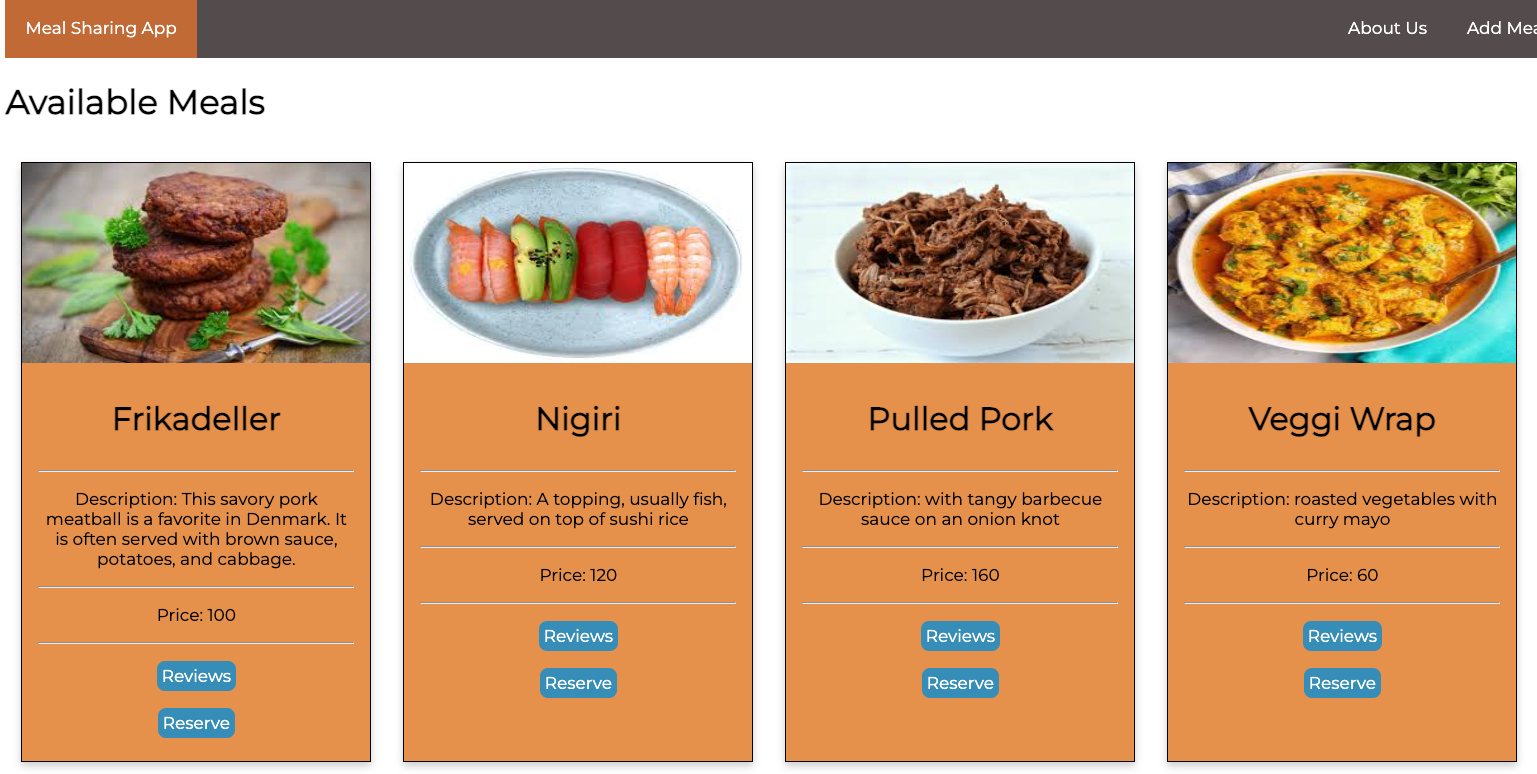 Meal Sharing App
About Us
Add Mea
Available Meals
Frikadeller
Description: This savory pork
meatball is a favorite in Denmark. It
is often served with brown sauce,
potatoes, and cabbage.
Price: 100
Reviews
Reserve
Nigiri
Description: A topping, usually fish,
served on top of sushi rice
Price: 120
Reviews
Reserve
Pulled Pork
Description: with tangy barbecue
sauce on an onion knot
Price: 160
Reviews
Reserve
Veggi Wrap
Description: roasted vegetables with
curry mayo
Price: 60
Reviews
Reserve